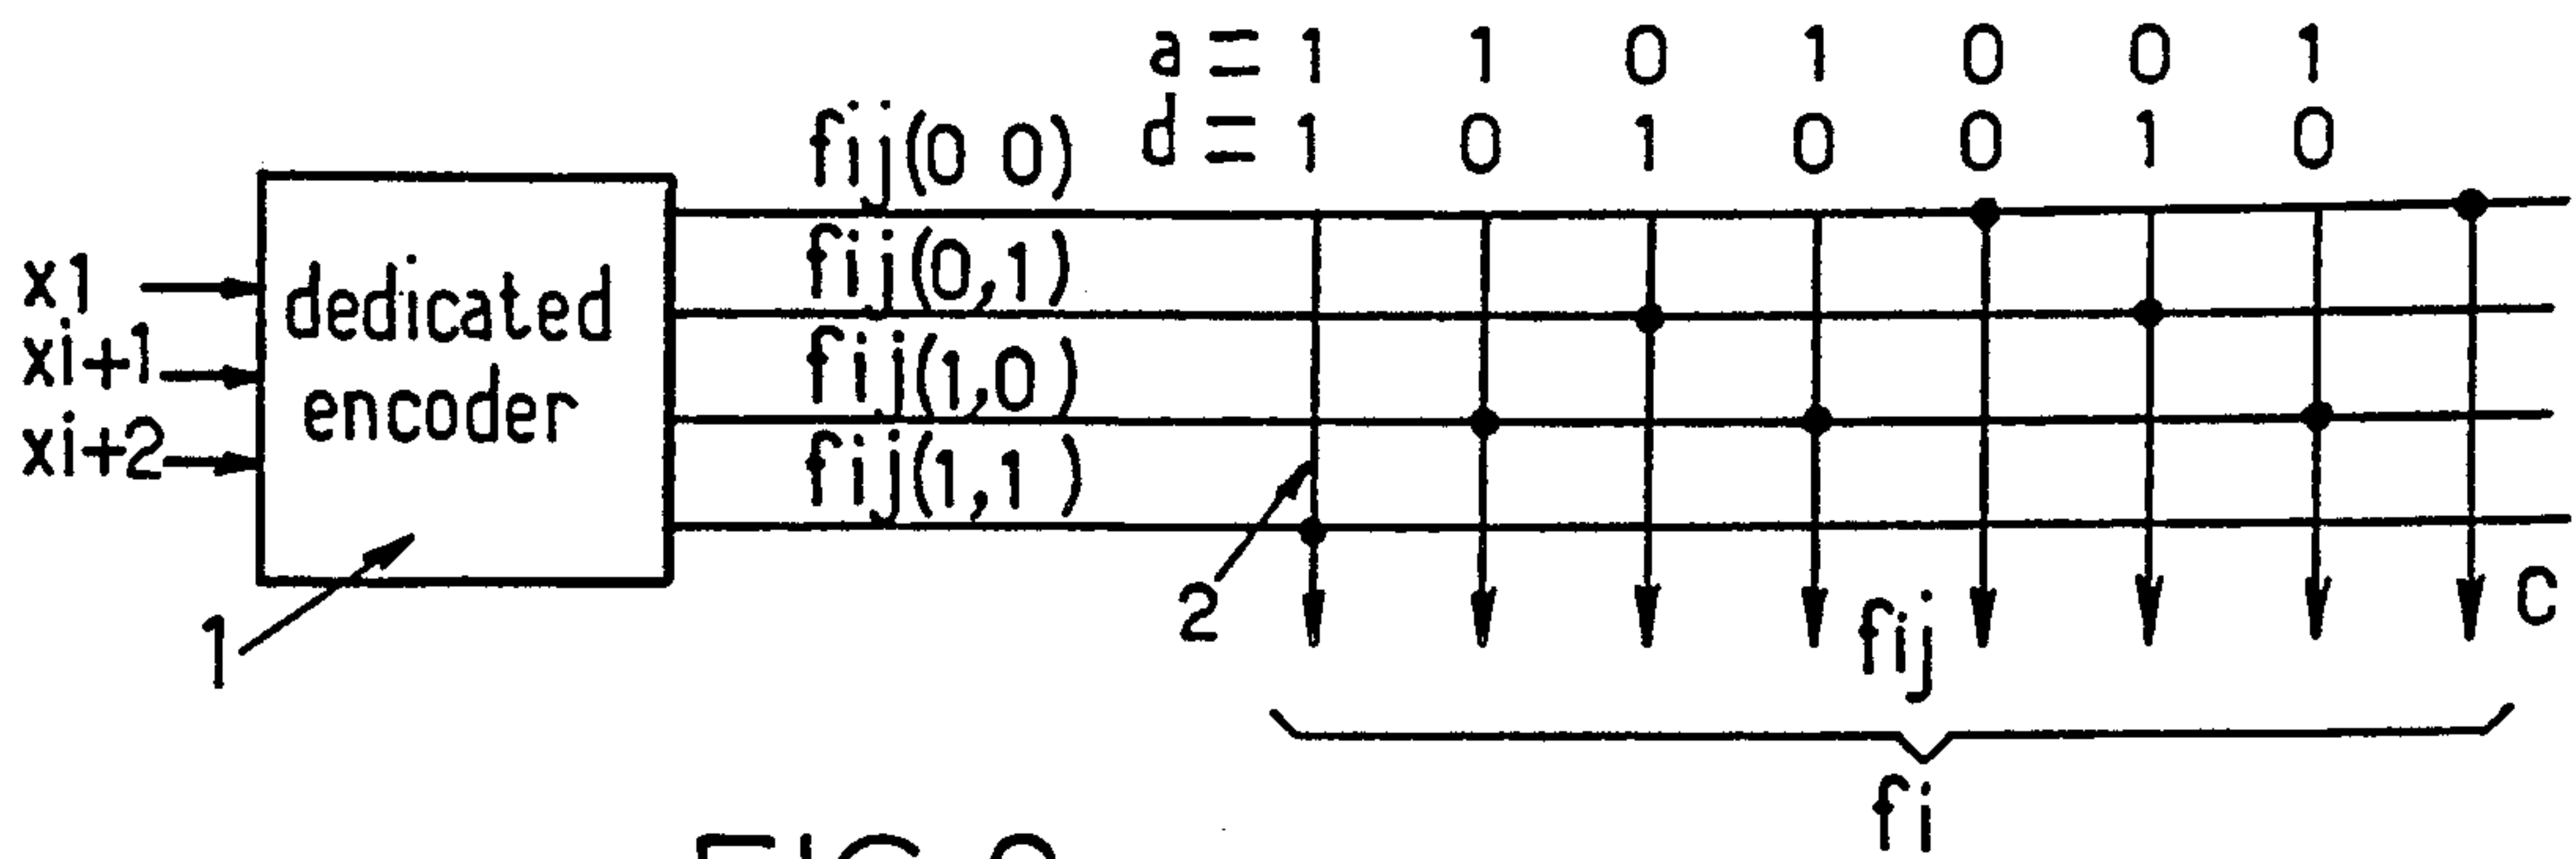 a = 1 1 0 1 0 0 1
d = 1 0 1 0 0 1 0
fij(0 0)
fij(0,1)
fij(1,0)
fij(1,1)
x1
xi+1
xi+2
dedicated
encoder
1
2
fij
C
fi